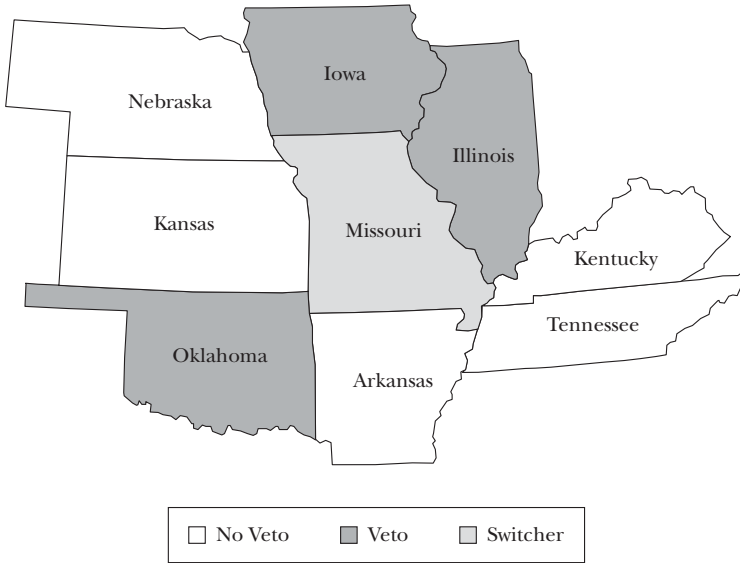 Iowa
Nebraska
Illinois
Kansas
Missouri
Kentucky
Tennessee
Oklahoma
Arkansas
No Veto Veto Switcher